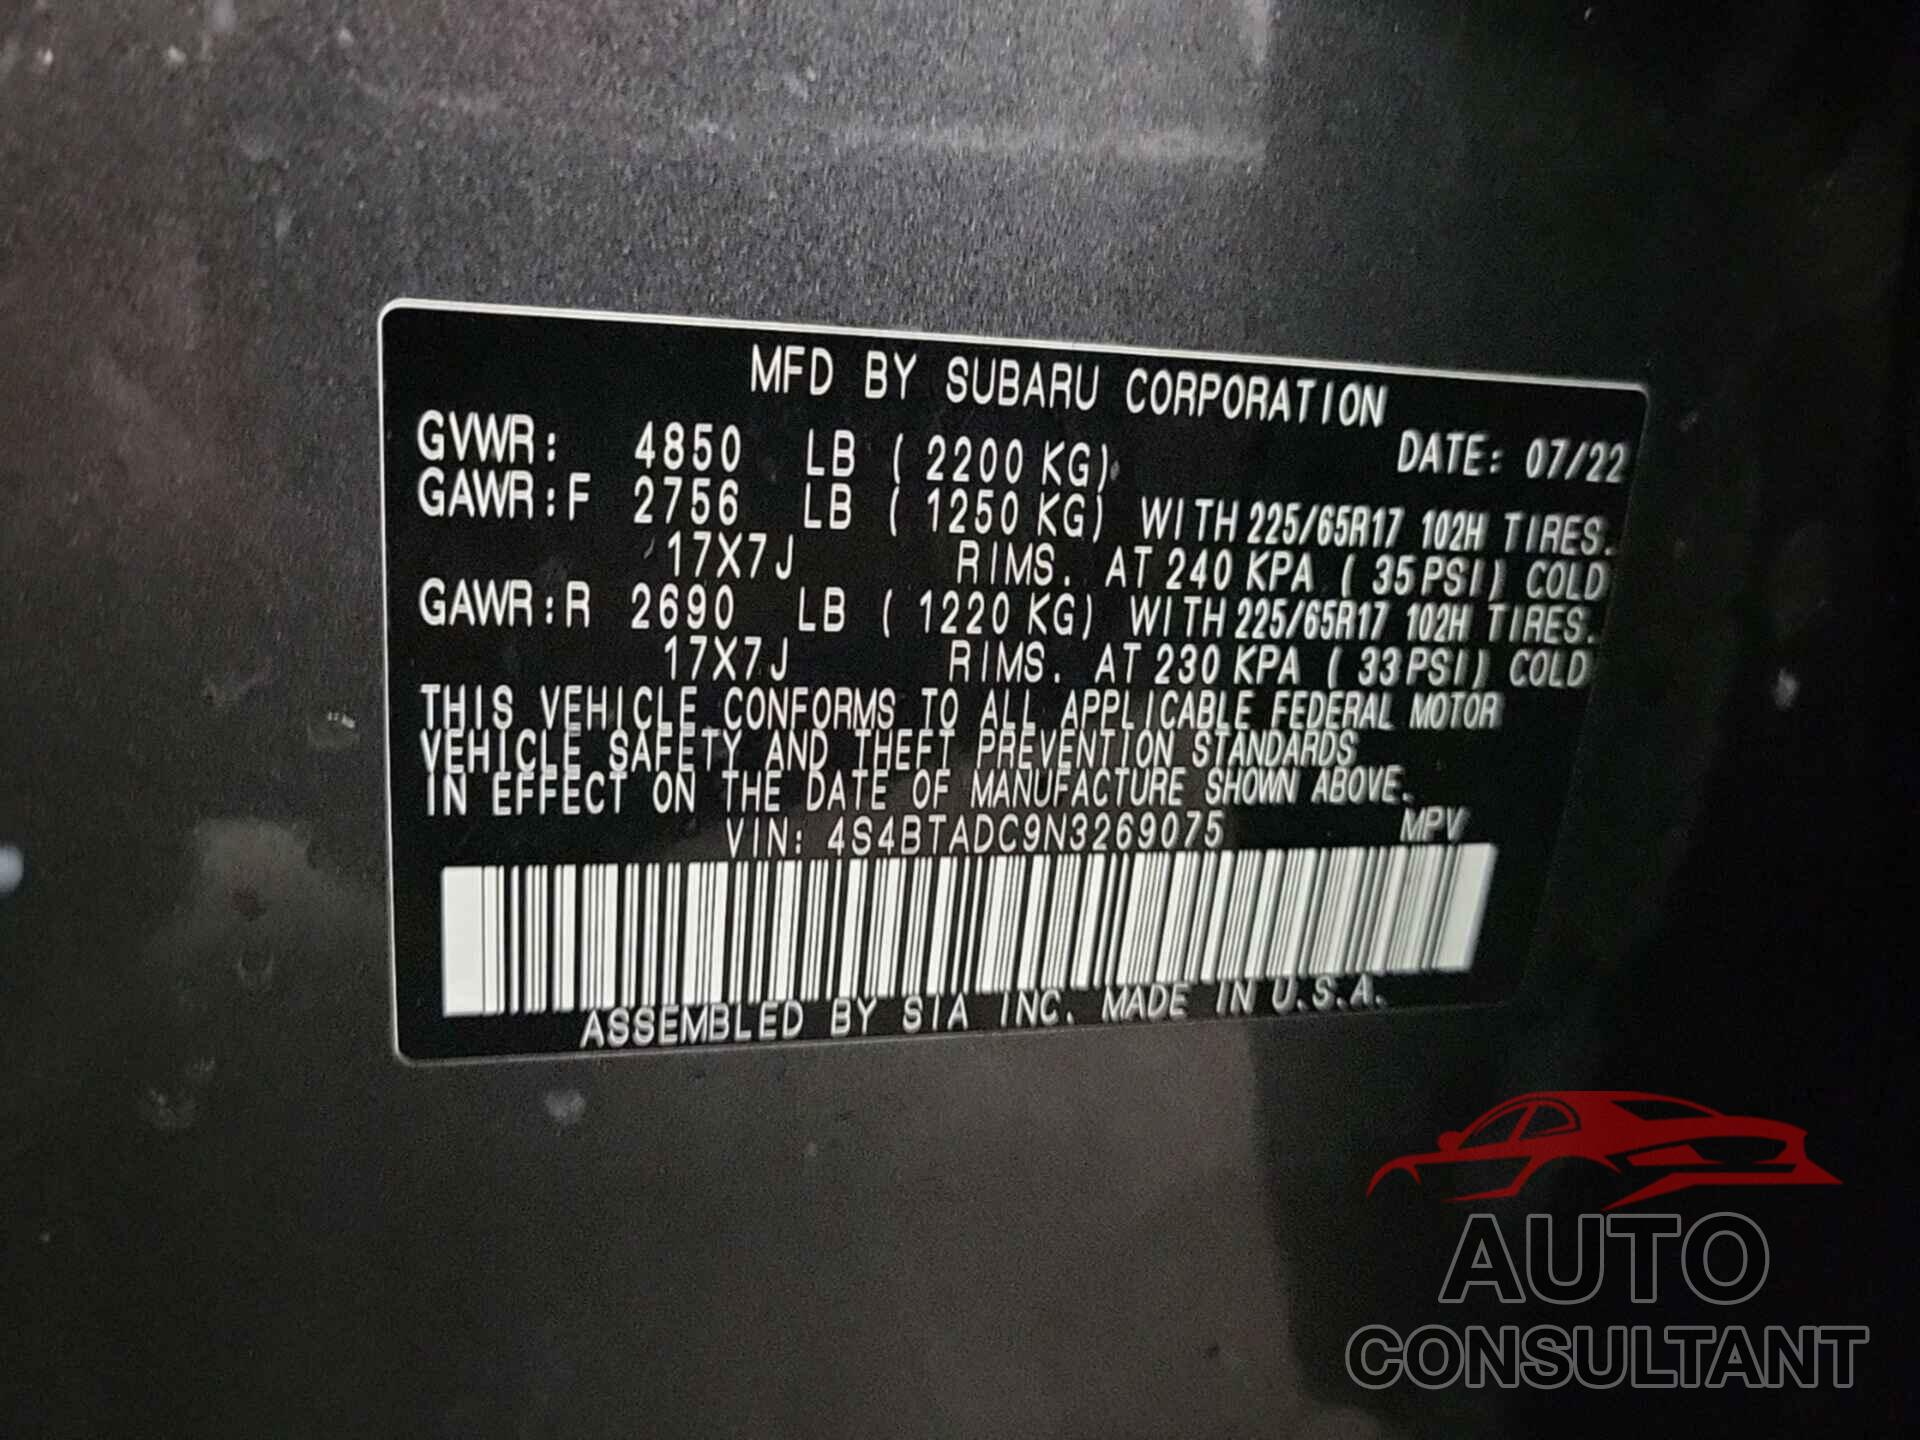 MFD BY SUBARU CORPORATION
GVWR: 4850 LB ( 2200 KG) DATE: 07/22
GAWR:F 2756 LB ( 1250 KG) WITH 225/65R17 102H TIRES.
17X7J RIMS. AT 240 KPA ( 35 PSI) COLD
GAWR:R 2690 LB ( 1220 KG) WITH 225/65R17 102H TIRES.
17X7J RIMS. AT 230 KPA ( 33 PSI) COLD
THIS VEHICLE CONFORMS TO ALL APPLICABLE FEDERAL MOTOR
VEHICLE SAFETY AND THEFT PREVENTION STANDARDS
IN EFFECT ON THE DATE OF MANUFACTURE SHOWN ABOVE.
VIN: 4S4BTADC9N3269075 MPV
ASSEMBLED BY SIA INC. MADE IN U.S.A.
AUTO
CONSULTANT